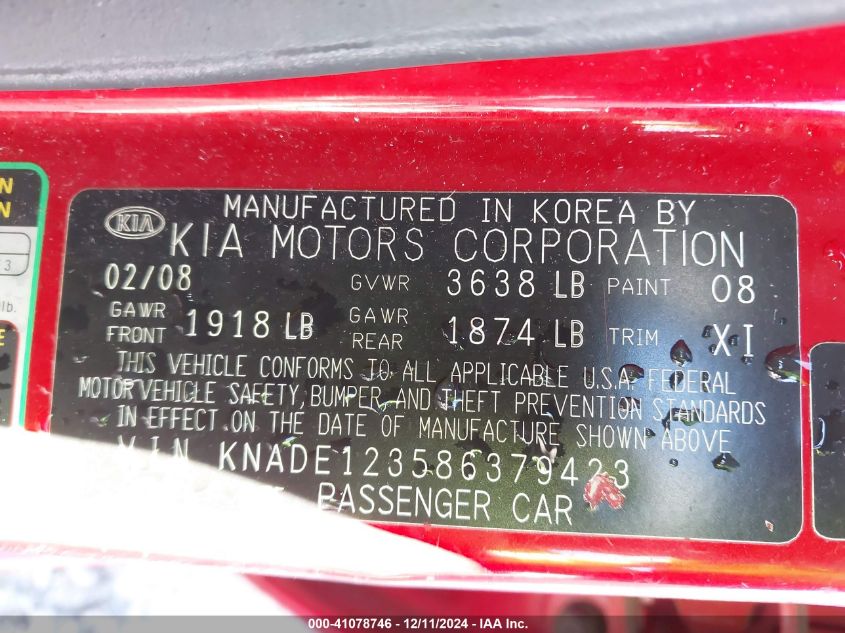 N
N
3
lb.
E
KIA
MANUFACTURED IN KOREA BY
KIA MOTORS CORPORATION
02/08 GVWR 3638 LB PAINT 08
GAWR FRONT 1918 LB GAWR REAR 1874 LB TRIM XI
THIS VEHICLE CONFORMS TO ALL APPLICABLE U.S.A. FEDERAL
MOTOR VEHICLE SAFETY, BUMPER, AND THEFT PREVENTION STANDARDS
IN EFFECT ON THE DATE OF MANUFACTURE SHOWN ABOVE
VIN KNADE123586379423
PASSENGER CAR
000-41078746 - 12/11/2024 - IAA Inc.